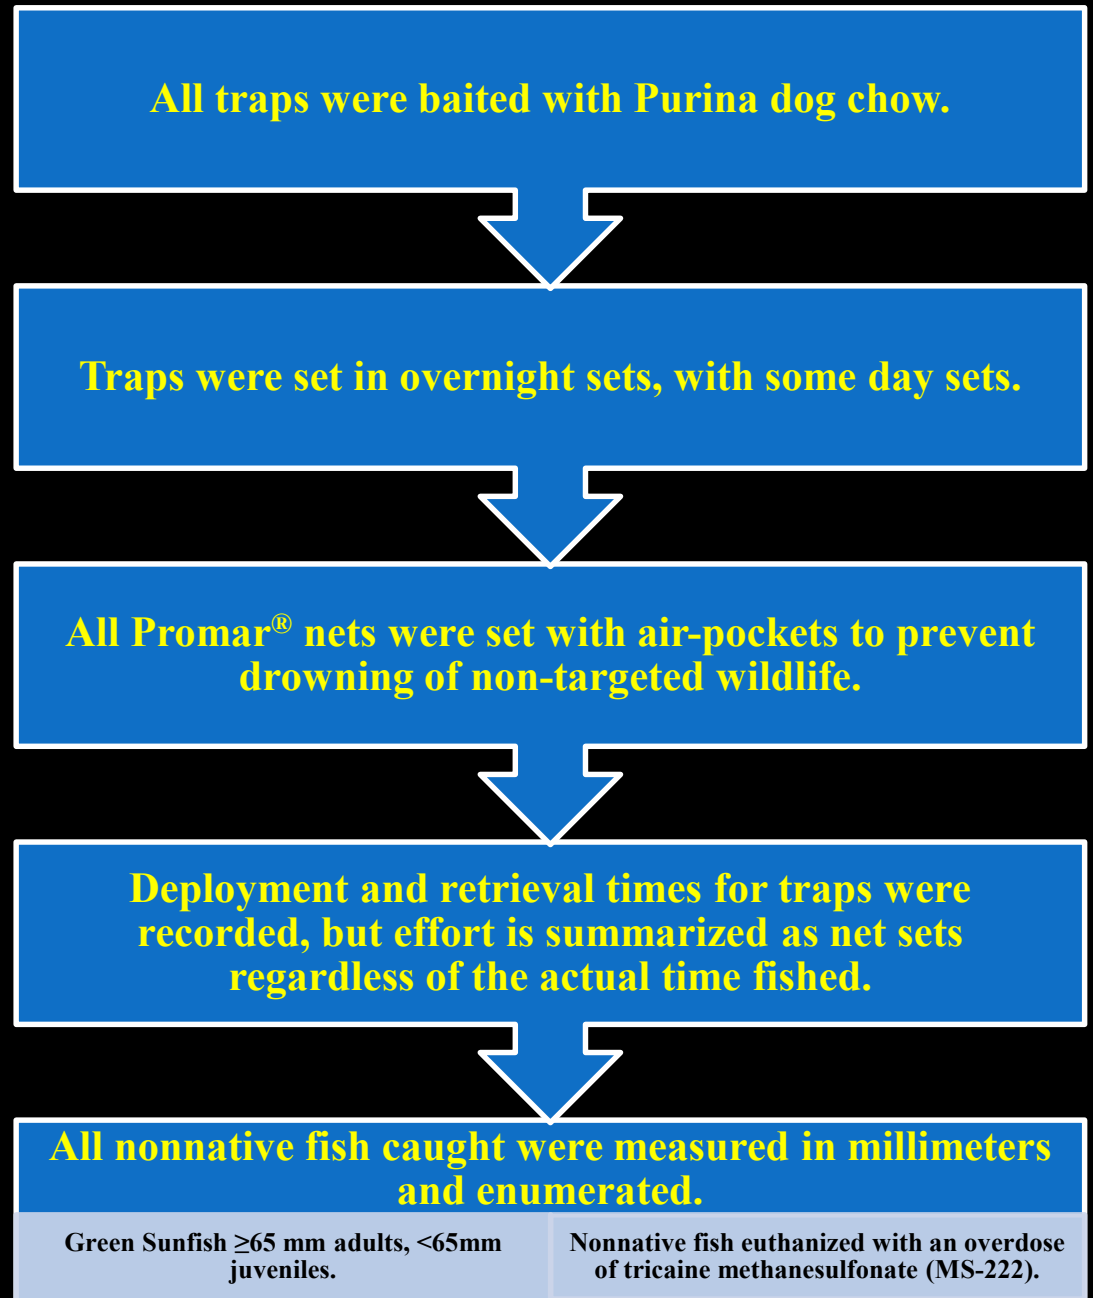 All traps were baited with Purina dog chow.
Traps were set in overnight sets, with some day sets.
All Promar® nets were set with air-pockets to prevent
drowning of non-targeted wildlife.
Deployment and retrieval times for traps were
recorded, but effort is summarized as net sets
regardless of the actual time fished.
All nonnative fish caught were measured in millimeters
and enumerated.
Green Sunfish ≥65 mm adults, <65mm
juveniles.
Nonnative fish euthanized with an overdose
of tricaine methanesulfonate (MS-222).